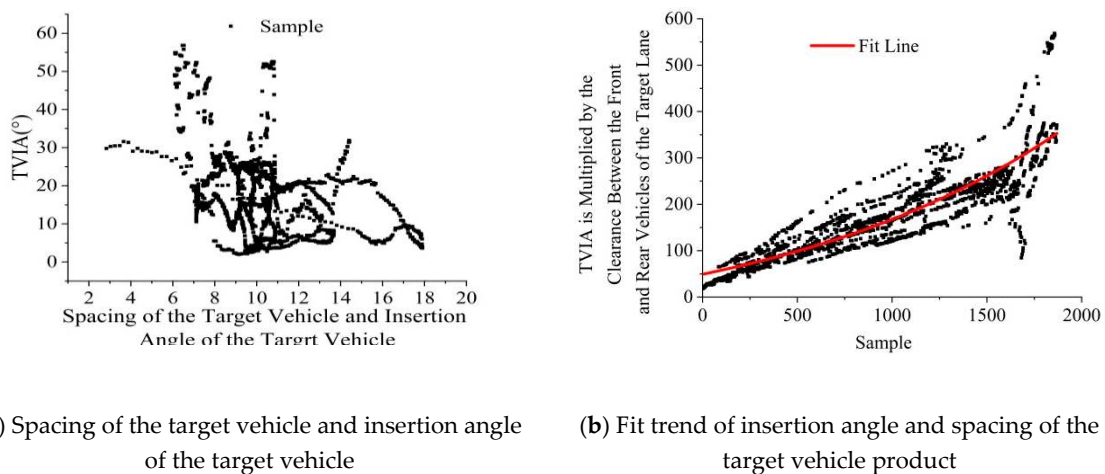 Sample
60
50
40
30
20
10
0
TVIA(°)
2 4 6 8 10 12 14 16 18 20
Spacing of the Target Vehicle and Insertion
Angle of the Targrt Vehicle
600
500
400
300
200
100
0
Fit Line
TVIA is Multiplied by the
Clearance Between the Front
and Rear Vehicles of the Target Lane
0 500 1000 1500 2000
Sample
) Spacing of the target vehicle and insertion angle
of the target vehicle
(b) Fit trend of insertion angle and spacing of the
target vehicle product